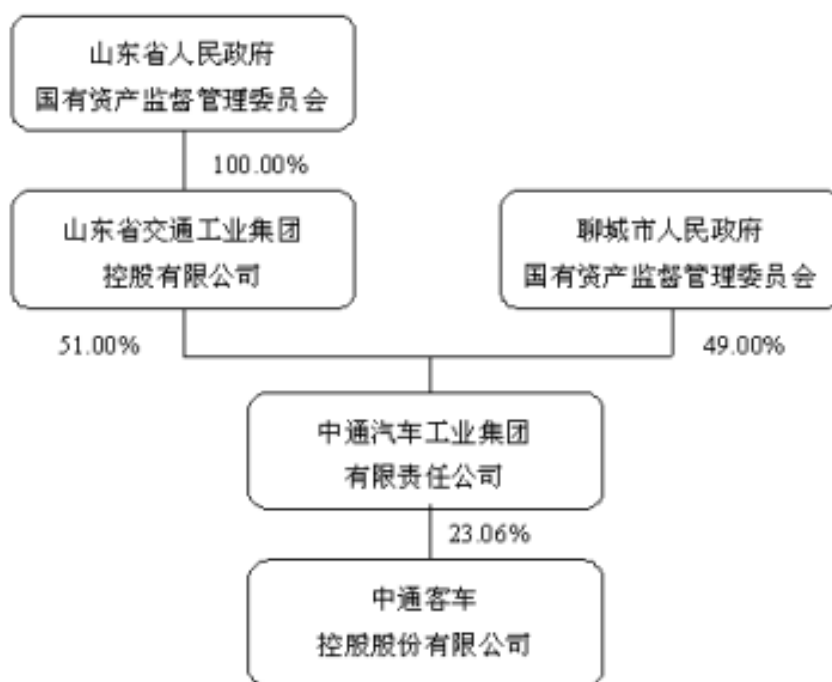 山东省人民政府
国有资产监督管理委员会
100.00%
山东省交通工业集团
控股有限公司
聊城市人民政府
国有资产监督管理委员会
51.00%
49.00%
中通汽车工业集团
有限责任公司
23.06%
中通客车
控股股份有限公司